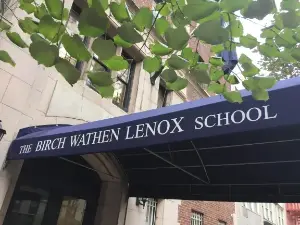 THE BIRCH WATHEN LENOX SCHOOL